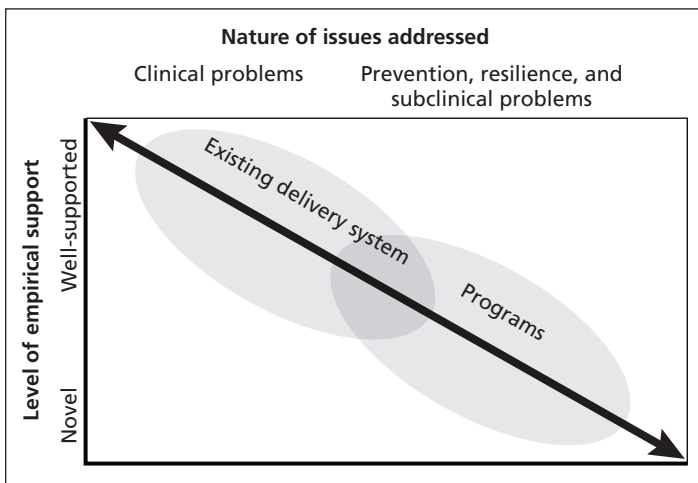 Nature of issues addressed
Clinical problems
Prevention, resilience, and
subclinical problems
Level of empirical support
Well-supported
Novel
Existing delivery system
Programs